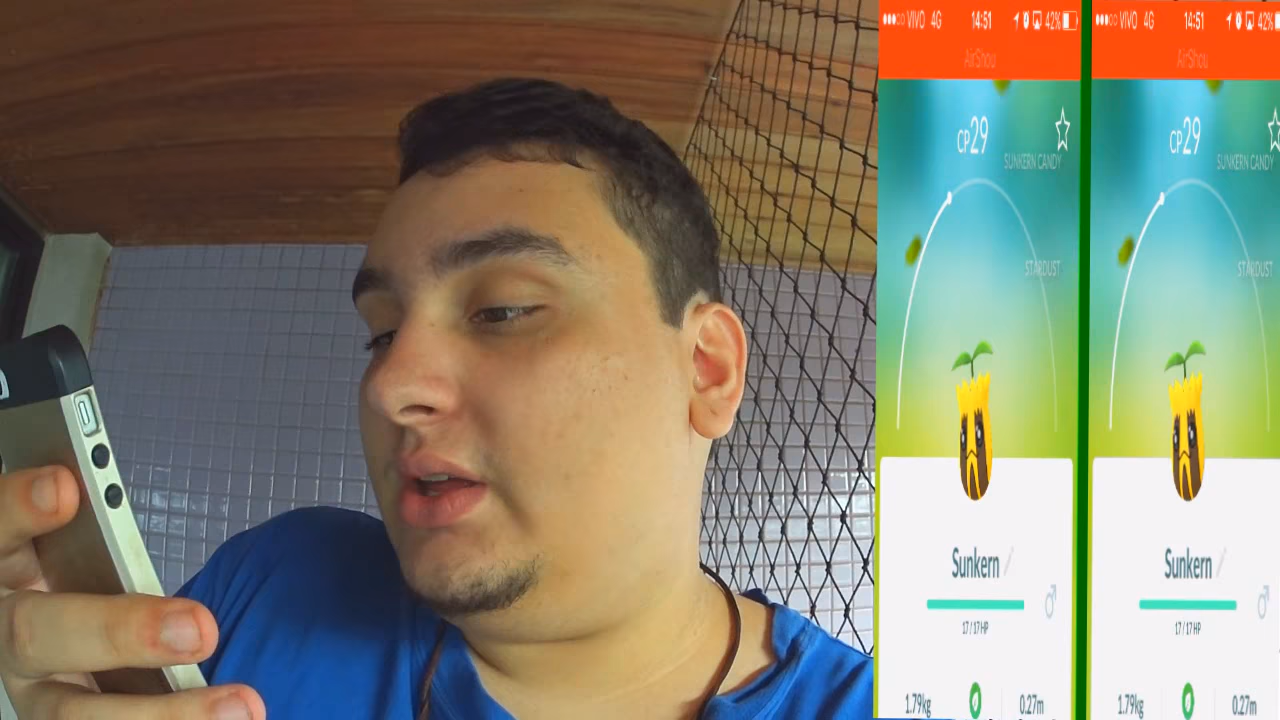 VIVO 4G 14:51 42%
AirShou
CP29
SUNKERN CANDY
STARDUST
Sunkern
17 / 17 HP
1.79kg 0.27m
VIVO 4G 14:51 42%
AirShou
CP29
SUNKERN CANDY
STARDUST
Sunkern
17 / 17 HP
1.79kg 0.27m